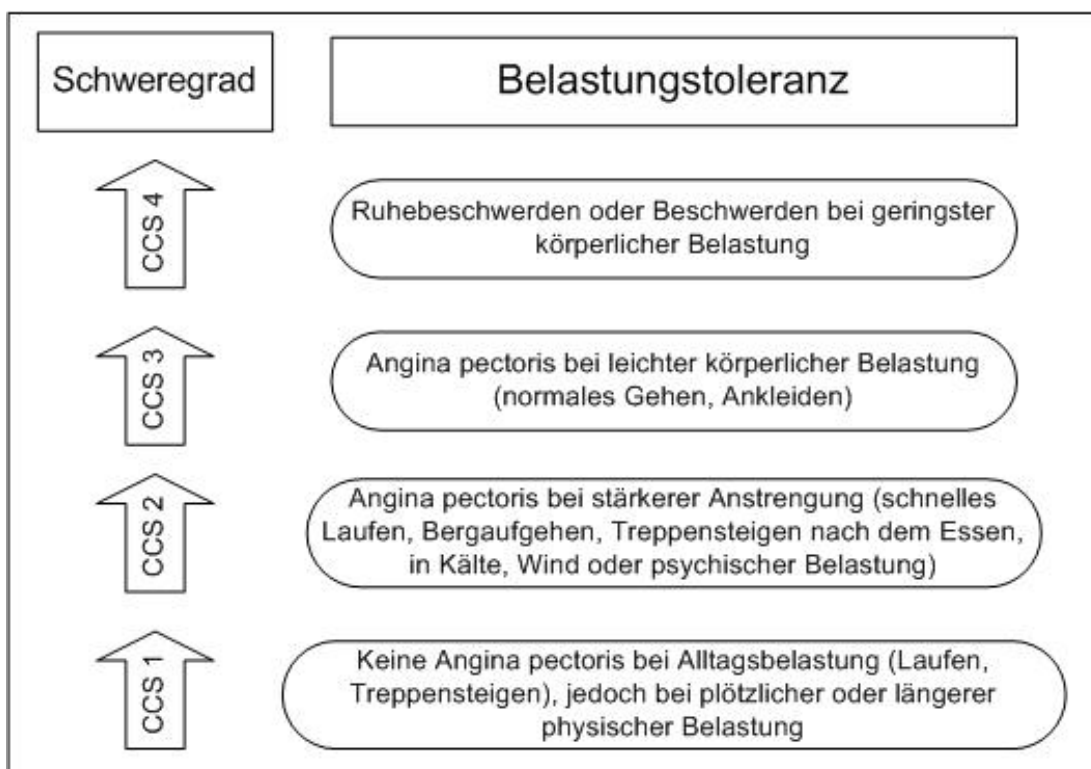 Schweregrad
Belastungstoleranz
CCS 4
Ruhebeschwerden oder Beschwerden bei geringster
körperlicher Belastung
CCS 3
Angina pectoris bei leichter körperlicher Belastung
(normales Gehen, Ankleiden)
CCS 2
Angina pectoris bei stärkerer Anstrengung (schnelles
Laufen, Bergaufgehen, Treppensteigen nach dem Essen,
in Kälte, Wind oder psychischer Belastung)
CCS 1
Keine Angina pectoris bei Alltagsbelastung (Laufen,
Treppensteigen), jedoch bei plötzlicher oder längerer
physischer Belastung